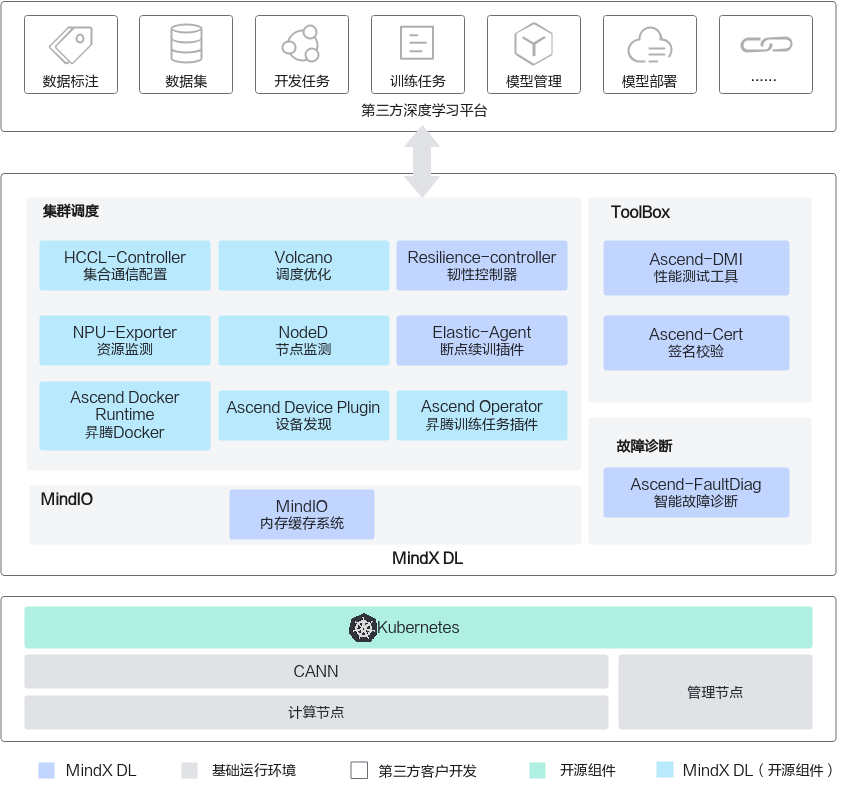 数据标注
数据集
开发任务
训练任务
模型管理
模型部署
......
第三方深度学习平台
集群调度
HCCL-Controller
集合通信配置
Volcano
调度优化
Resilience-controller
韧性控制器
NPU-Exporter
资源监测
NodeD
节点监测
Elastic-Agent
断点续训插件
Ascend Docker
Runtime
昇腾Docker
Ascend Device Plugin
设备发现
Ascend Operator
昇腾训练任务插件
ToolBox
Ascend-DMI
性能测试工具
Ascend-Cert
签名校验
故障诊断
Ascend-FaultDiag
智能故障诊断
MindIO
MindIO
内存缓存系统
MindX DL
Kubernetes
CANN
计算节点
管理节点
MindX DL
基础运行环境
第三方客户开发
开源组件
MindX DL（开源组件）